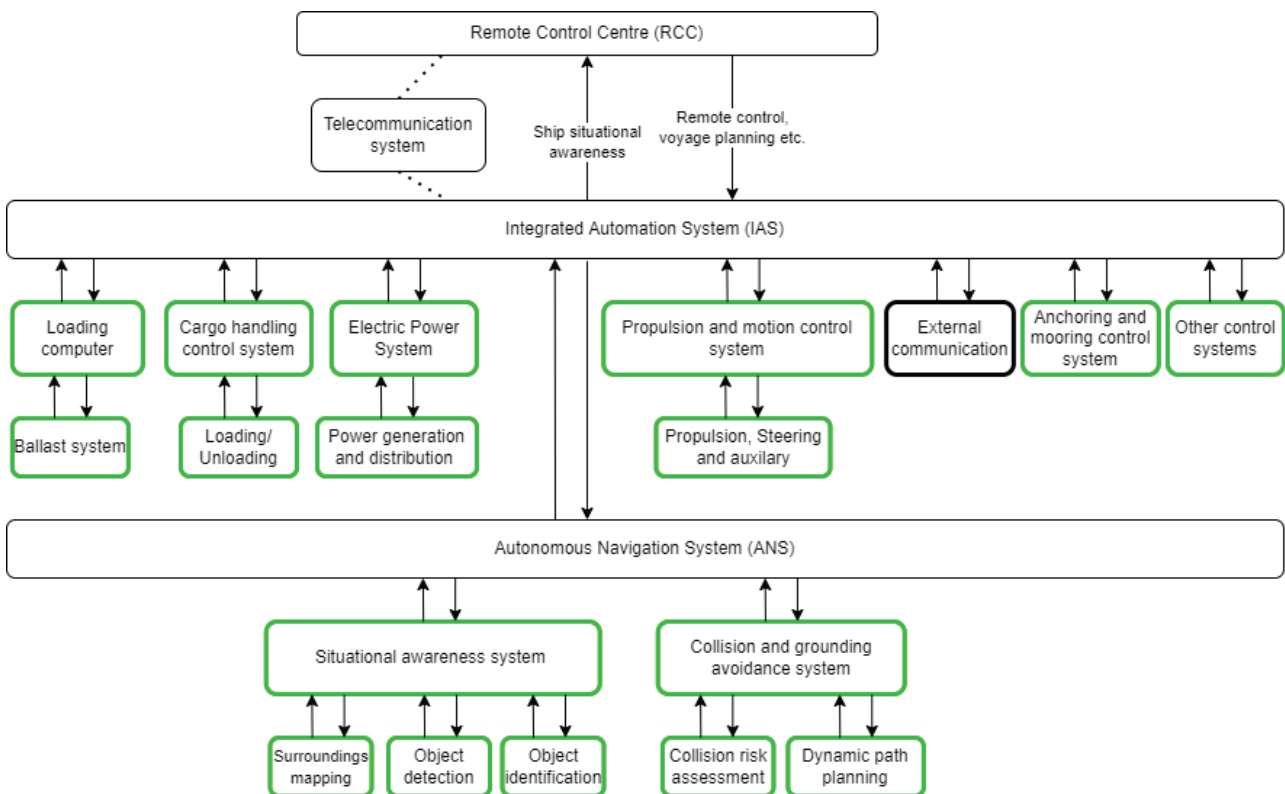 Remote Control Centre (RCC)
Telecommunication
system
Ship situational
awareness
Remote control,
voyage planning etc.
Integrated Automation System (IAS)
Loading
computer
Cargo handling
control system
Electric Power
System
Propulsion and motion control
system
External
communication
Anchoring and
mooring control
system
Other control
systems
Ballast system
Loading/
Unloading
Power generation
and distribution
Propulsion, Steering
and auxilary
Autonomous Navigation System (ANS)
Situational awareness system
Collision and grounding
avoidance system
Surroundings
mapping
Object
detection
Object
identification
Collision risk
assessment
Dynamic path
planning